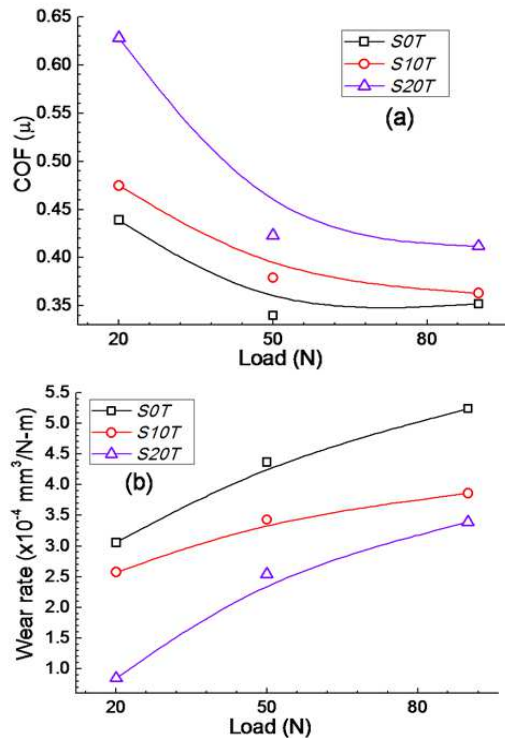 0.65
0.60
0.55
0.50
0.45
0.40
0.35
COF (μ)
S0T
S10T
S20T
(a)
20
50
80
Load (N)
5.5
5.0
4.5
4.0
3.5
3.0
2.5
2.0
1.5
1.0
Wear rate (x10⁻⁴ mm³/N-m)
S0T
S10T
S20T
(b)
20
50
80
Load (N)